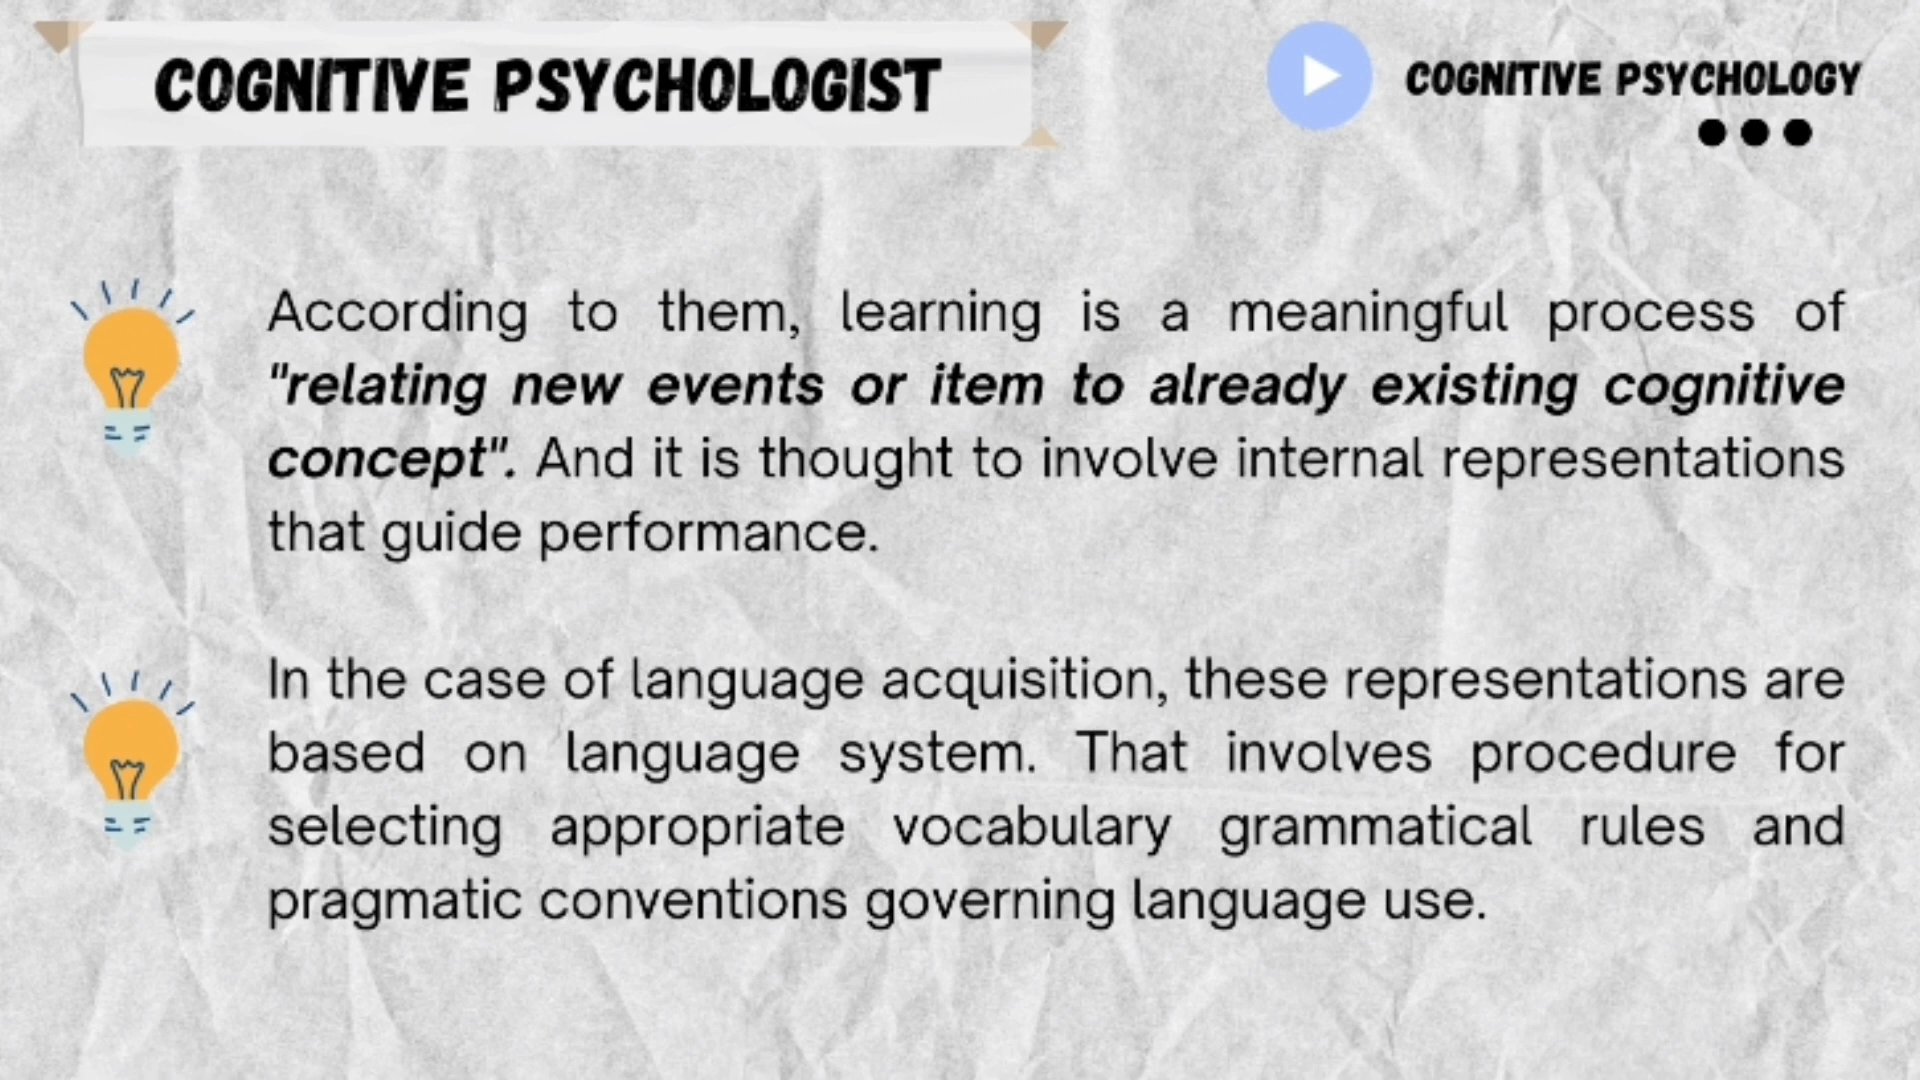 COGNITIVE PSYCHOLOGIST
COGNITIVE PSYCHOLOGY
According to them, learning is a meaningful process of
"relating new events or item to already existing cognitive
concept". And it is thought to involve internal representations
that guide performance.
In the case of language acquisition, these representations are
based on language system. That involves procedure for
selecting appropriate vocabulary grammatical rules and
pragmatic conventions governing language use.